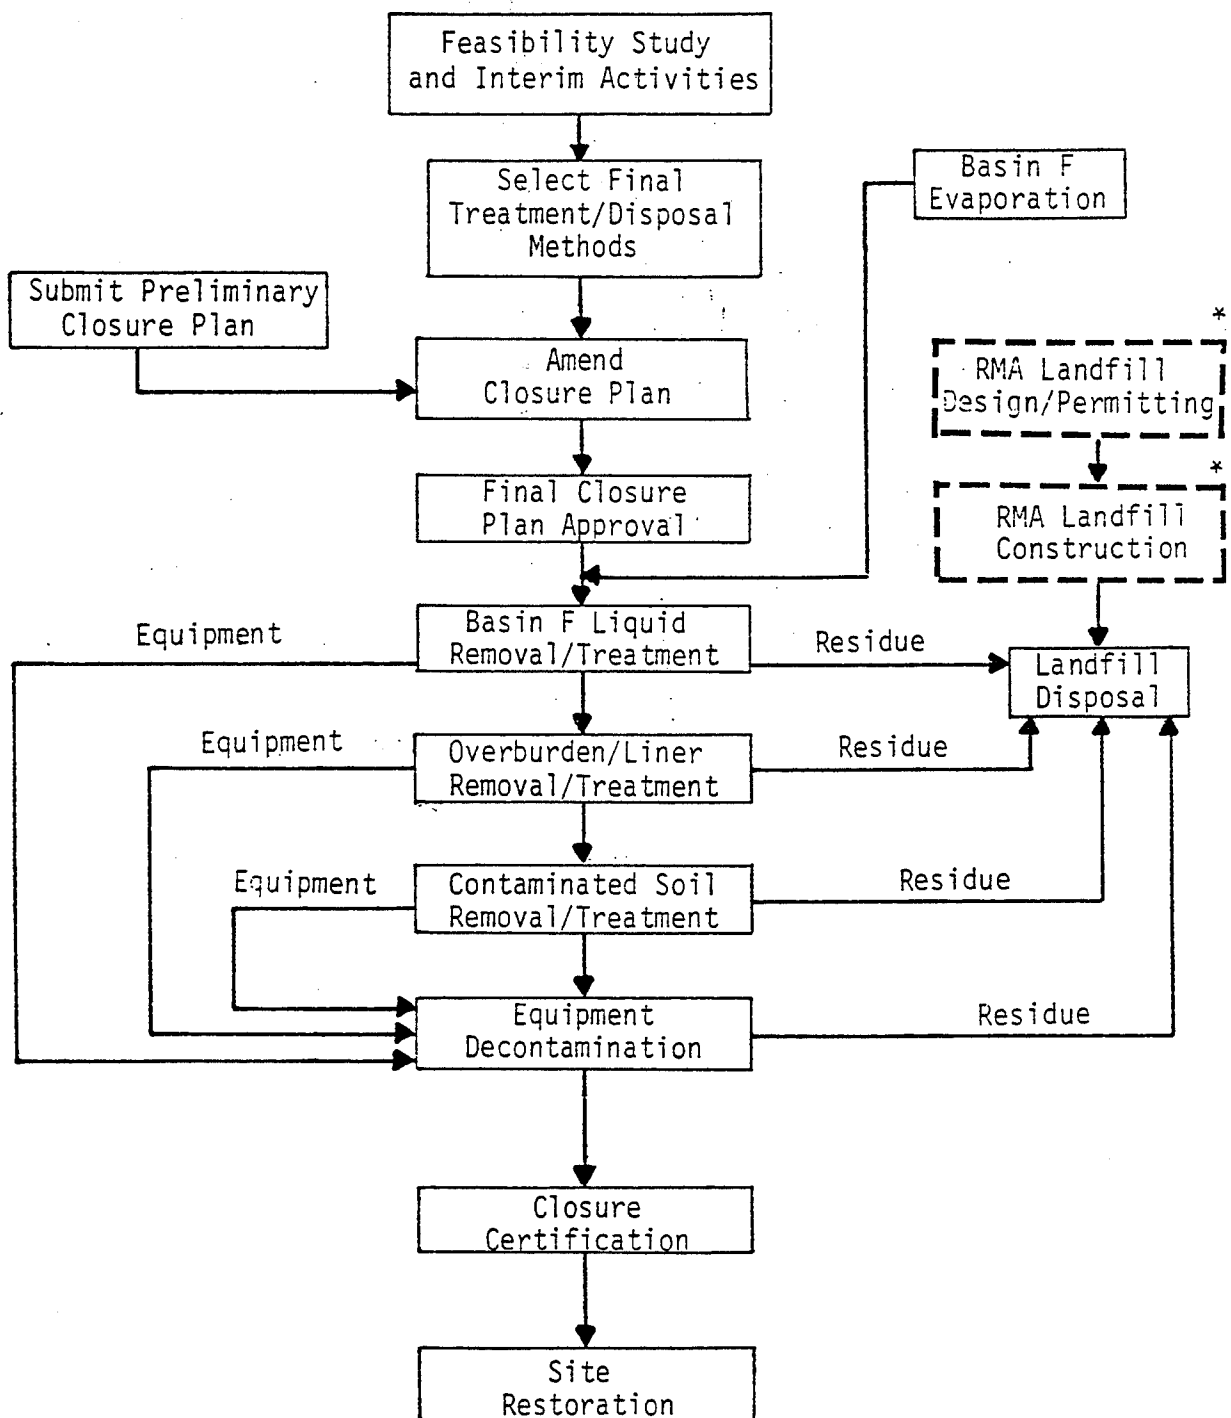 Feasibility Study
and Interim Activities
Select Final
Treatment/Disposal
Methods
Basin F
Evaporation
Submit Preliminary
Closure Plan
Amend
Closure Plan
*
RMA Landfill
Design/Permitting
Final Closure
Plan Approval
*
RMA Landfill
Construction
Equipment
Basin F Liquid
Removal/Treatment
Residue
Landfill
Disposal
Equipment
Overburden/Liner
Removal/Treatment
Residue
Equipment
Contaminated Soil
Removal/Treatment
Residue
Equipment
Decontamination
Residue
Closure
Certification
Site
Restoration